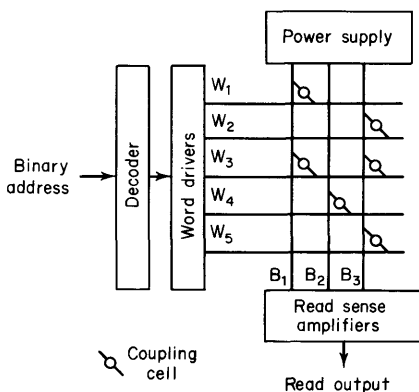 Power supply
W1
W2
W3
W4
W5
Binary
address
Decoder
Word drivers
B1 B2 B3
Read sense
amplifiers
Coupling
cell
Read output